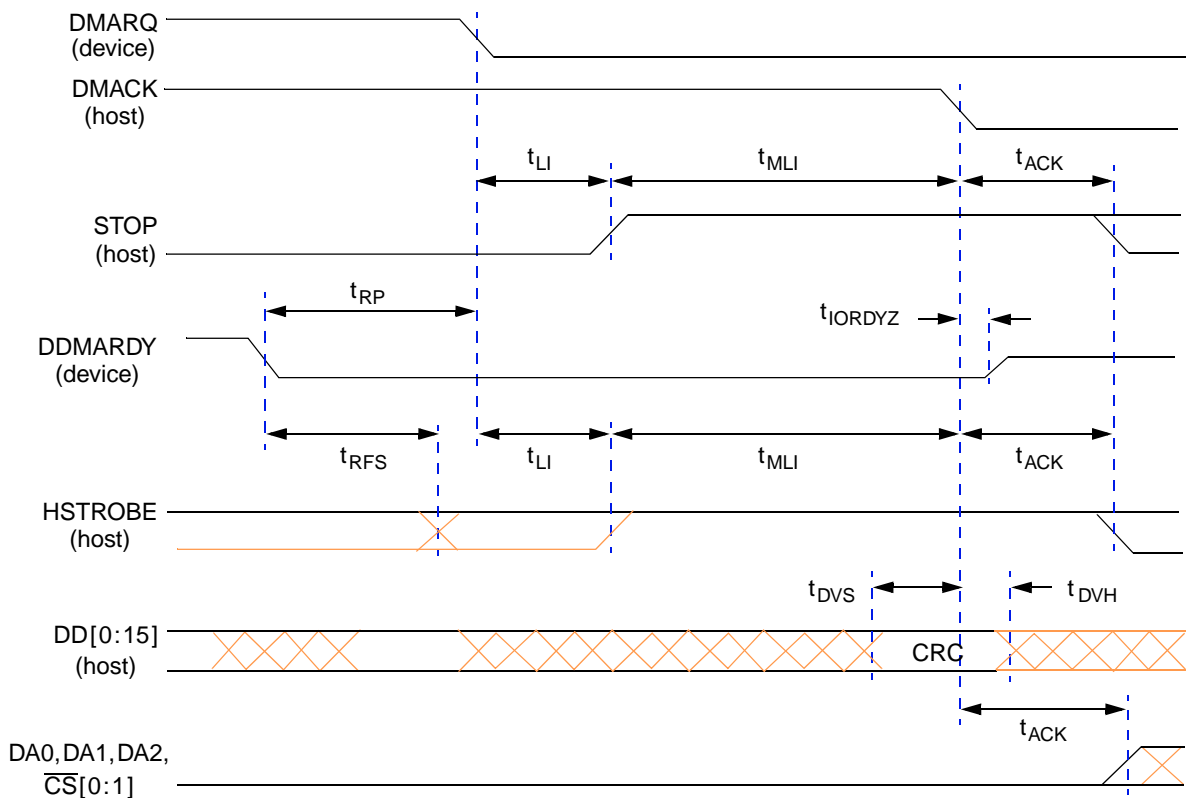 DMARQ
(device)
DMACK
(host)
tLI
tMLI
tACK
STOP
(host)
tRP
tIORDYZ
DDMARDY
(device)
tRFS
tLI
tMLI
tACK
HSTROBE
(host)
tDVS
tDVH
DD[0:15]
(host)
CRC
tACK
DA0,DA1,DA2,
C̅S̅[0:1]